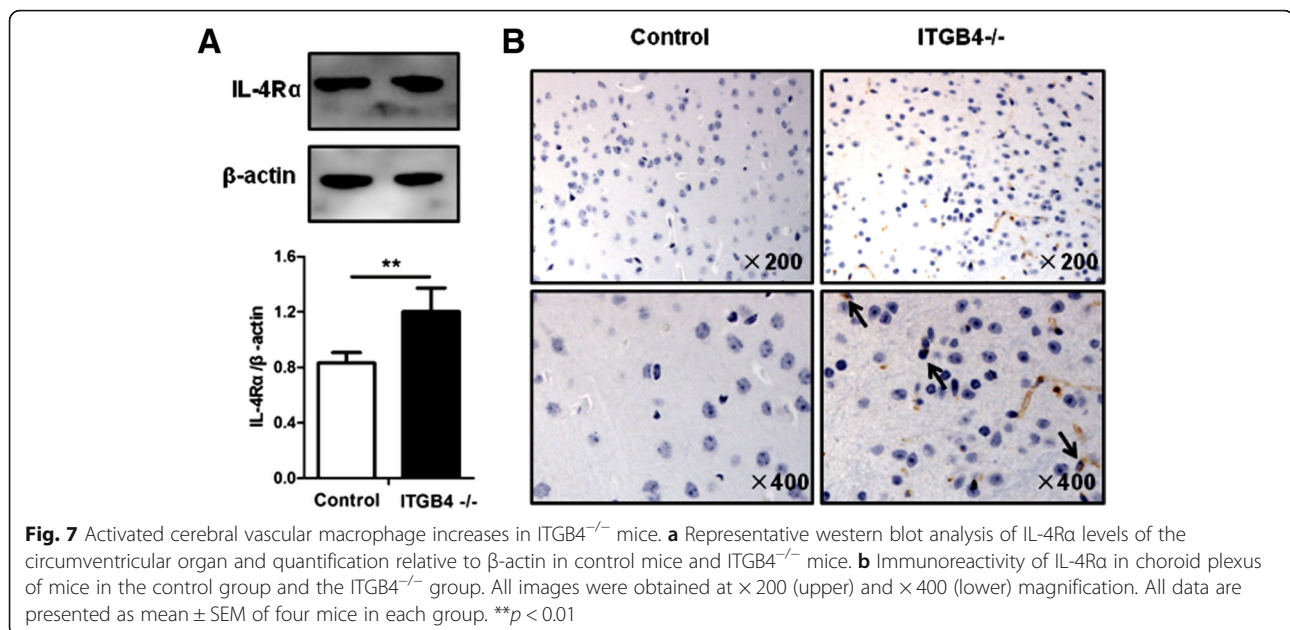 A
B
Control
ITGB4-/-
IL-4Rα
β-actin
×200
×200
1.6
**
1.2
0.8
0.4
0.0
IL-4Rα/β-actin
Control
ITGB4 -/-
×400
×400
Fig. 7 Activated cerebral vascular macrophage increases in ITGB4−/− mice. a Representative western blot analysis of IL-4Rα levels of the
circumventricular organ and quantification relative to β-actin in control mice and ITGB4−/− mice. b Immunoreactivity of IL-4Rα in choroid plexus
of mice in the control group and the ITGB4−/− group. All images were obtained at × 200 (upper) and × 400 (lower) magnification. All data are
presented as mean ± SEM of four mice in each group. **p < 0.01